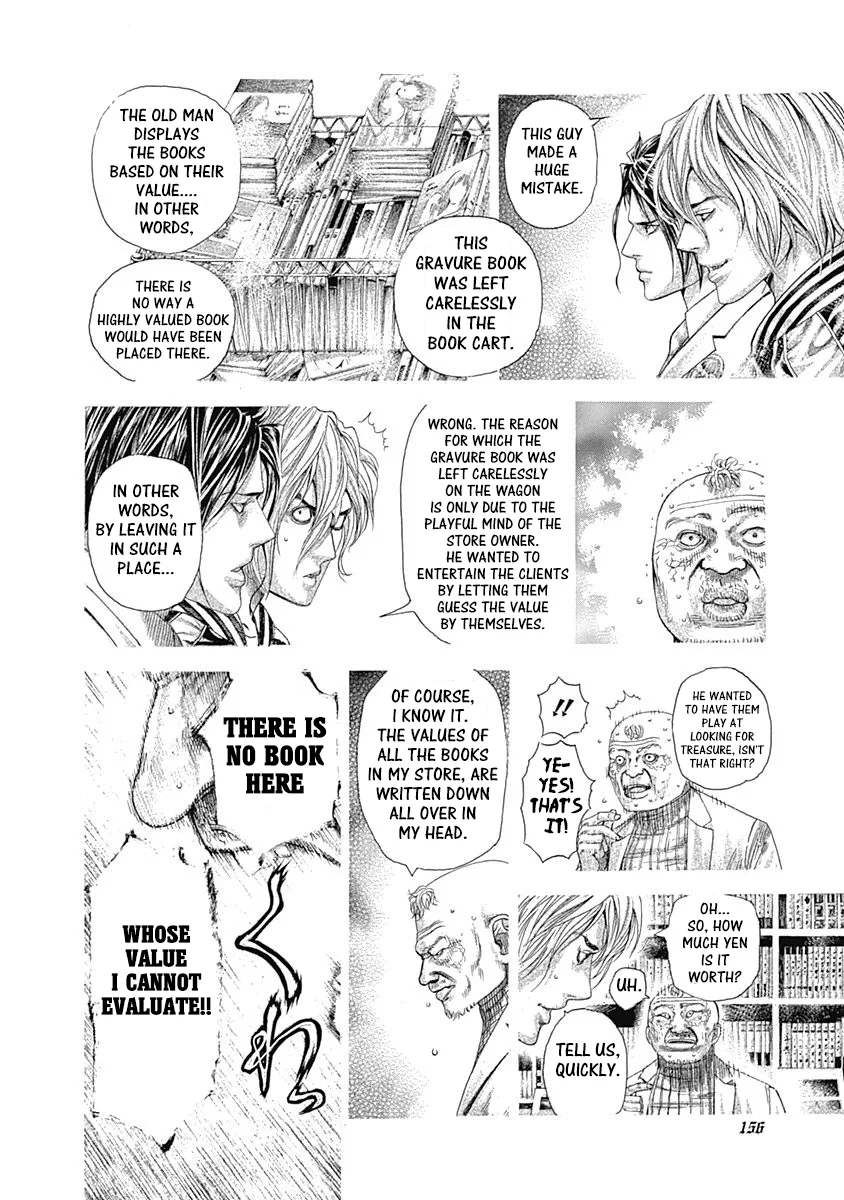 THIS GUY
MADE A
HUGE
MISTAKE.
THE OLD MAN
DISPLAYS
THE BOOKS
BASED ON THEIR
VALUE....
IN OTHER
WORDS,
THIS
GRAVURE BOOK
WAS LEFT
CARELESSLY
IN THE
BOOK CART.
THERE IS
NO WAY A
HIGHLY VALUED BOOK
WOULD HAVE BEEN
PLACED THERE.
WRONG. THE REASON
FOR WHICH THE
GRAVURE BOOK WAS
LEFT CARELESSLY
ON THE WAGON
IS ONLY DUE TO THE
PLAYFUL MIND OF THE
STORE OWNER.
HE WANTED TO
ENTERTAIN THE CLIENTS
BY LETTING THEM
GUESS THE VALUE
BY THEMSELVES.
IN OTHER
WORDS,
BY LEAVING IT
IN SUCH A
PLACE...
HE WANTED
TO HAVE THEM
PLAY AT
LOOKING FOR
TREASURE, ISN'T
THAT RIGHT?
!!
YE-
YES!
THAT'S
IT!
OH...
SO, HOW
MUCH YEN
IS IT
WORTH?
UH.
TELL US,
QUICKLY.
OF COURSE,
I KNOW IT.
THE VALUES OF
ALL THE BOOKS
IN MY STORE, ARE
WRITTEN DOWN
ALL OVER IN
MY HEAD.
THERE IS
NO BOOK
HERE
WHOSE
VALUE
I CANNOT
EVALUATE!!
くわっ
156